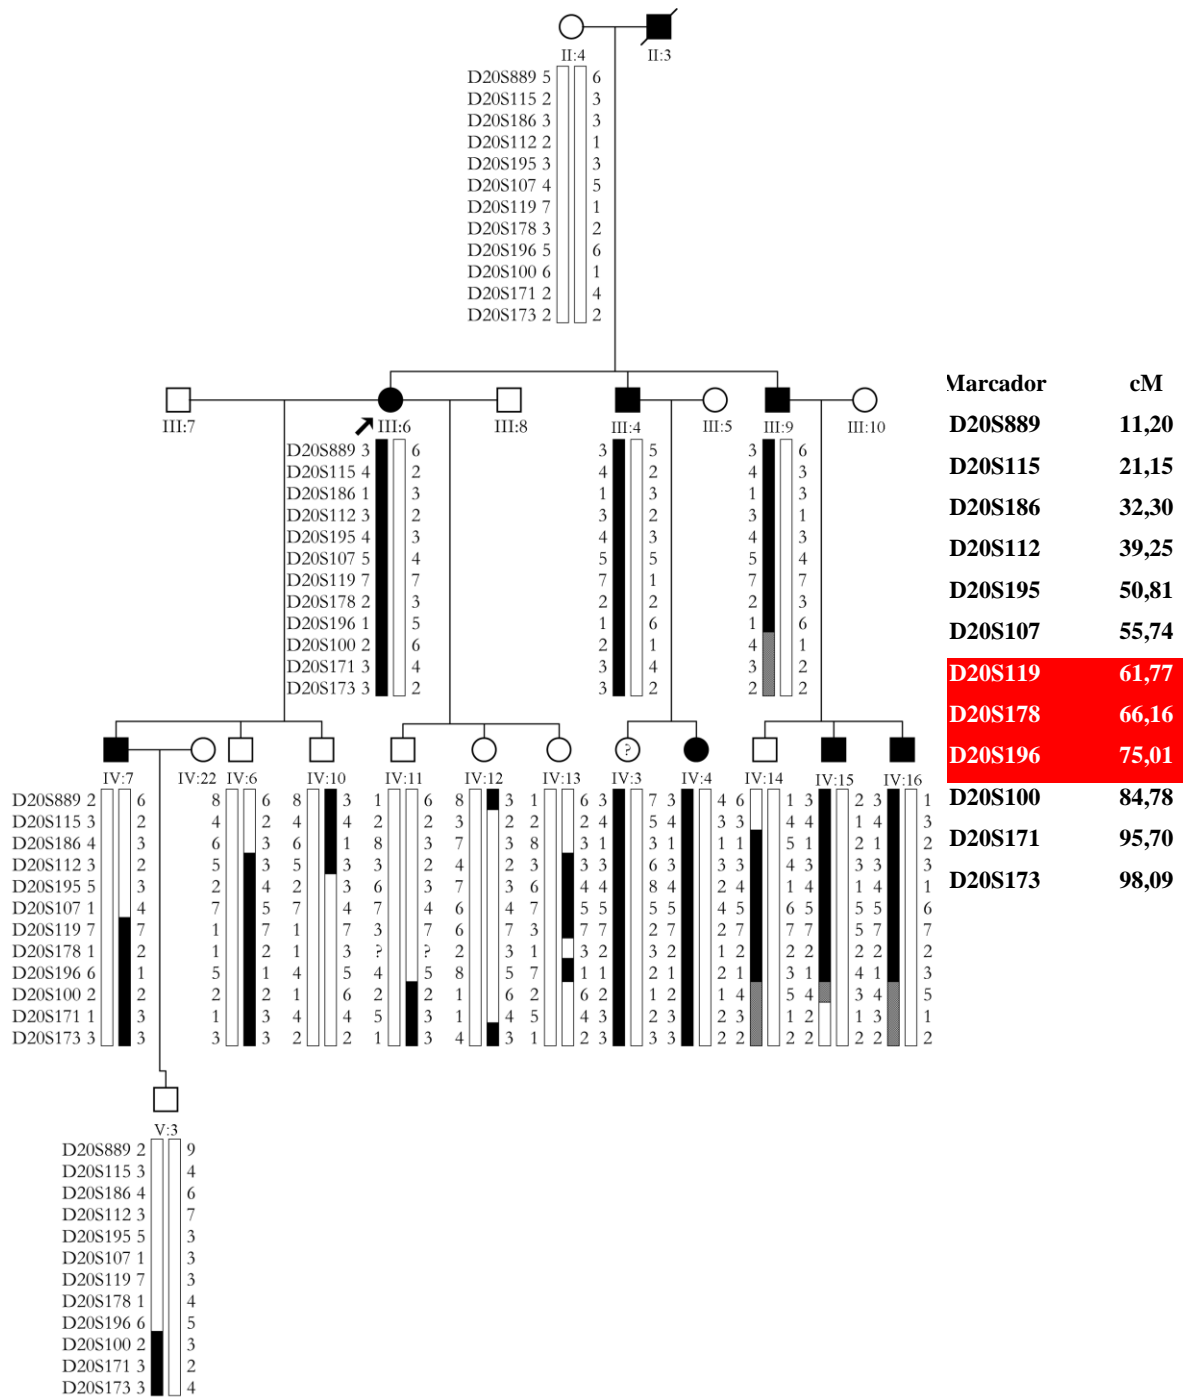 II:4 II:3
D20S889 5 6
D20S115 2 3
D20S186 3 3
D20S112 2 1
D20S195 3 3
D20S107 4 5
D20S119 7 1
D20S178 3 2
D20S196 5 6
D20S100 6 1
D20S171 2 4
D20S173 2 2
III:7 III:6 III:8 III:4 III:5 III:9 III:10
D20S889 3 6 3 5 3 6
D20S115 4 2 4 2 4 3
D20S186 1 3 1 3 1 3
D20S112 3 2 3 2 3 1
D20S195 4 3 4 3 4 3
D20S107 5 4 5 5 5 4
D20S119 7 7 7 1 7 7
D20S178 2 3 2 2 2 3
D20S196 1 5 1 6 1 6
D20S100 2 6 2 1 4 1
D20S171 3 4 3 4 3 2
D20S173 3 2 3 2 2 2
Marcador cM
D20S889 11,20
D20S115 21,15
D20S186 32,30
D20S112 39,25
D20S195 50,81
D20S107 55,74
D20S119 61,77
D20S178 66,16
D20S196 75,01
D20S100 84,78
D20S171 95,70
D20S173 98,09
?
IV:7 IV:22 IV:6 IV:10 IV:11 IV:12 IV:13 IV:3 IV:4 IV:14 IV:15 IV:16
D20S889 2 6 8 6 8 3 1 6 8 3 1 6 3 7 3 4 6 1 3 2 3 1
D20S115 3 2 4 2 4 4 2 2 3 2 2 2 4 5 4 3 3 4 4 1 4 3
D20S186 4 3 6 3 6 1 8 3 7 3 8 3 1 3 1 1 1 5 1 2 1 2
D20S112 3 2 5 3 5 3 3 2 4 2 3 3 3 6 3 3 3 4 3 1 3 3
D20S195 5 3 2 4 2 3 6 3 7 3 6 4 4 8 4 2 4 1 4 1 4 1
D20S107 1 4 7 5 7 4 7 4 6 4 7 5 5 5 5 4 5 6 5 5 5 6
D20S119 7 7 1 7 1 7 3 7 6 7 3 7 7 2 7 1 7 2 7 5 7 2
D20S178 1 2 1 2 1 3 ? ? 2 3 1 3 2 3 2 1 2 2 2 2 2 2
D20S196 6 1 5 1 4 5 4 5 8 5 7 1 1 2 1 2 1 3 1 4 1 3
D20S100 2 2 2 2 1 6 2 2 1 6 2 6 2 1 2 1 4 5 4 3 4 5
D20S171 1 3 1 3 4 4 5 3 1 4 5 4 3 2 3 2 3 1 1 2 3 1
D20S173 3 3 3 3 2 2 1 3 4 3 1 2 3 3 3 2 2 2 2 2 2 2
V:3
D20S889 2 9
D20S115 3 4
D20S186 4 6
D20S112 3 7
D20S195 5 3
D20S107 1 3
D20S119 7 3
D20S178 1 4
D20S196 6 5
D20S100 2 3
D20S171 3 2
D20S173 3 4